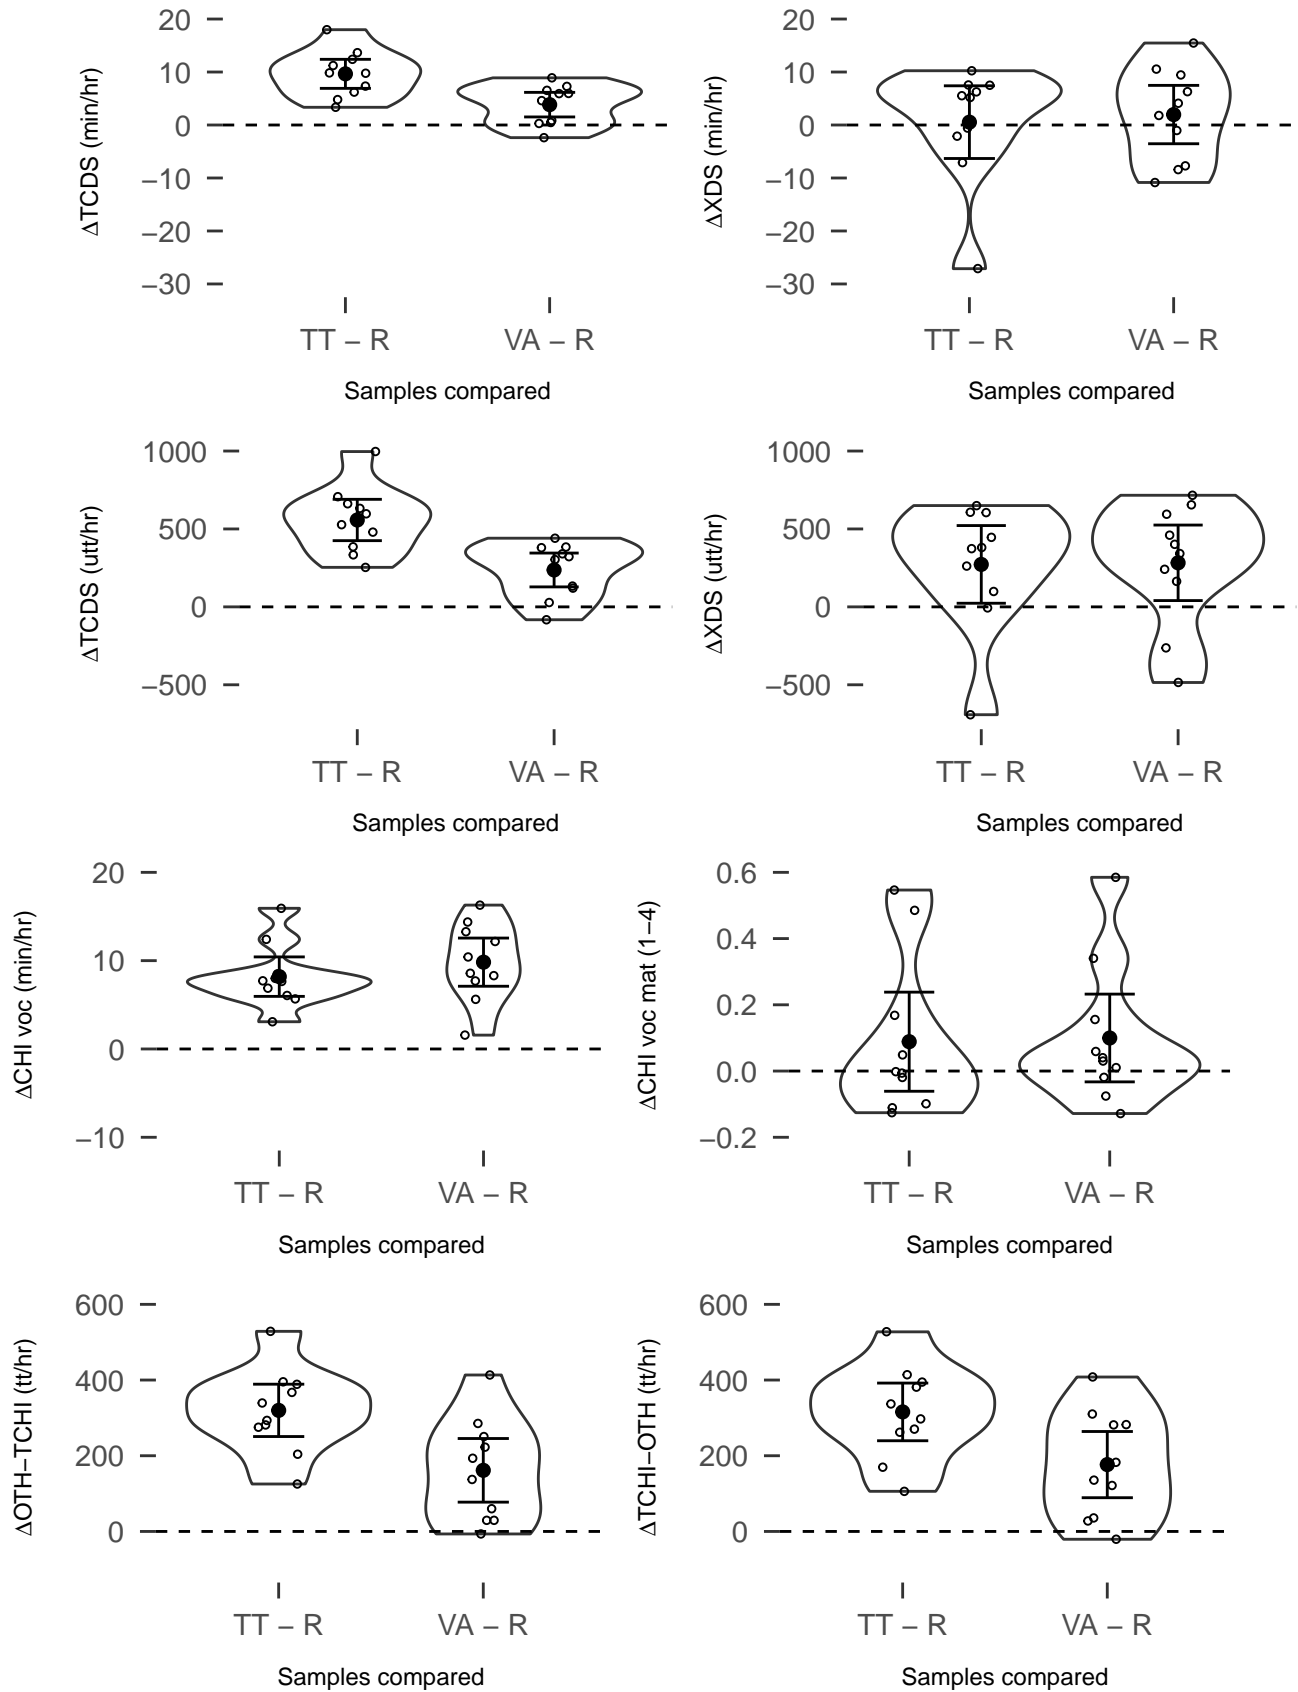 ΔTCDS (min/hr)
20
10
0
−10
−20
−30
TT − R
VA − R
Samples compared
ΔXDS (min/hr)
20
10
0
−10
−20
−30
TT − R
VA − R
Samples compared
ΔTCDS (utt/hr)
1000
500
0
−500
TT − R
VA − R
Samples compared
ΔXDS (utt/hr)
1000
500
0
−500
TT − R
VA − R
Samples compared
ΔCHI voc (min/hr)
20
10
0
−10
TT − R
VA − R
Samples compared
ΔCHI voc mat (1−4)
0.6
0.4
0.2
0.0
−0.2
TT − R
VA − R
Samples compared
ΔOTH−TCHI (tt/hr)
600
400
200
0
TT − R
VA − R
Samples compared
ΔTCHI−OTH (tt/hr)
600
400
200
0
TT − R
VA − R
Samples compared